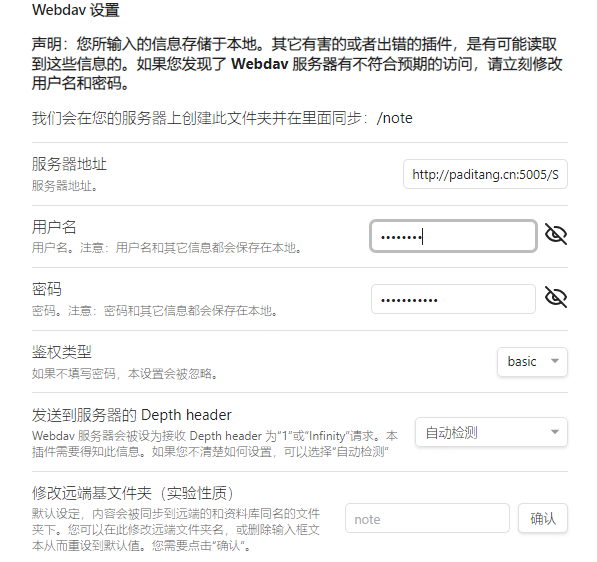 Webdav 设置
声明：您所输入的信息存储于本地。其它有害的或者出错的插件，是有可能读取
到这些信息的。如果您发现了 Webdav 服务器有不符合预期的访问，请立刻修改
用户名和密码。
我们会在您的服务器上创建此文件夹并在里面同步：/note
服务器地址
服务器地址。
http://paditang.cn:5005/S
用户名
用户名。注意：用户名和其它信息都会保存在本地。
密码
密码。注意：密码和其它信息都会保存在本地。
鉴权类型
如果不填写密码，本设置会被忽略。
basic
发送到服务器的 Depth header
Webdav 服务器会被设为接收 Depth header 为"1"或"Infinity"请求。本
插件需要得知此信息。如果您不清楚如何设置，可以选择"自动检测"
自动检测
修改远端基文件夹（实验性质）
默认设定，内容会被同步到远端的和资料库同名的文件
夹下。您可以在此修改远端文件夹名，或删除输入框文
本从而重设到默认值。您需要点击"确认"。
note
确认